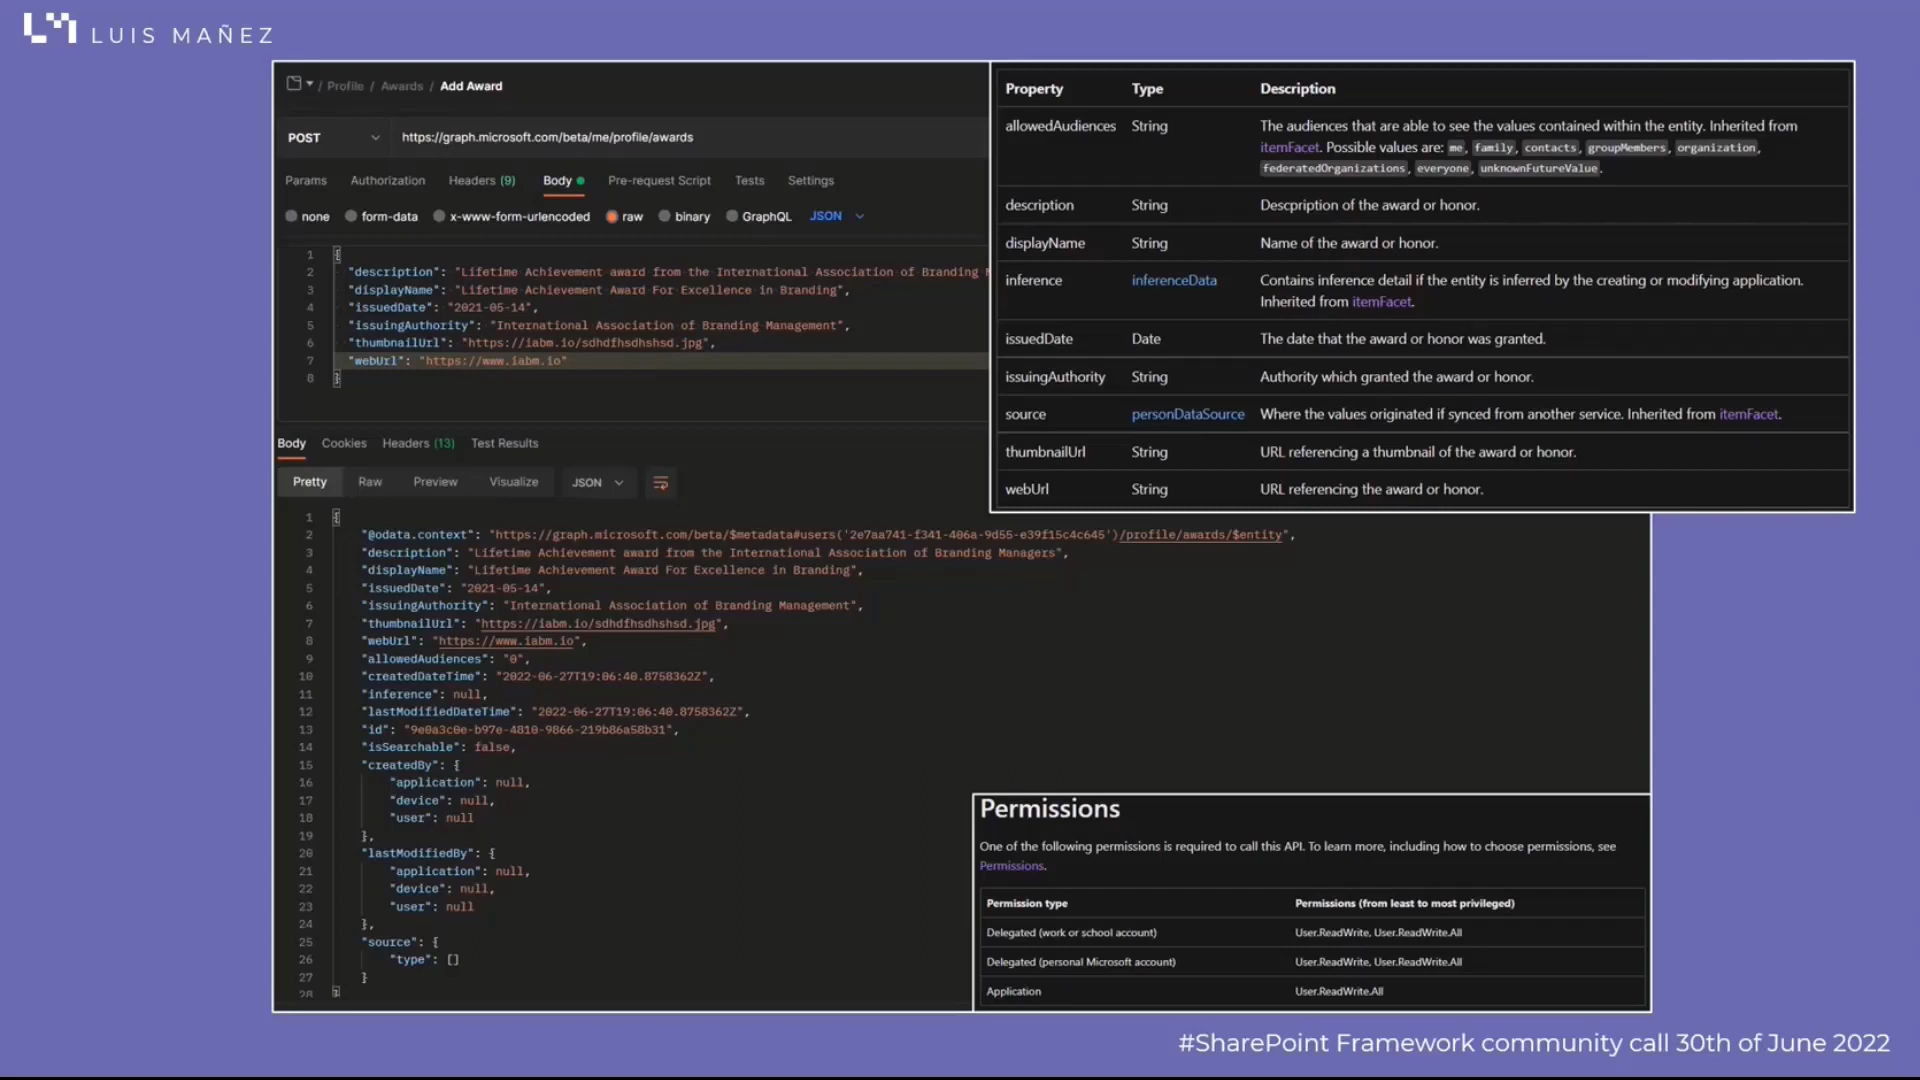 LUIS MAÑEZ
/ Profile / Awards / Add Award
POST https://graph.microsoft.com/beta/me/profile/awards
Params Authorization Headers (9) Body Pre-request Script Tests Settings
none form-data x-www-form-urlencoded raw binary GraphQL JSON
1 {
2 "description": "Lifetime Achievement award from the International Association of Branding M
3 "displayName": "Lifetime Achievement Award For Excellence in Branding",
4 "issuedDate": "2021-05-14",
5 "issuingAuthority": "International Association of Branding Management",
6 "thumbnailUrl": "https://iabm.io/sdhdfhsdhshsd.jpg",
7 "webUrl": "https://www.iabm.io"
8 }
Property Type Description
allowedAudiences String The audiences that are able to see the values contained within the entity. Inherited from
itemFacet. Possible values are: me, family, contacts, groupMembers, organization,
federatedOrganizations, everyone, unknownFutureValue.
description String Descpription of the award or honor.
displayName String Name of the award or honor.
inference inferenceData Contains inference detail if the entity is inferred by the creating or modifying application.
Inherited from itemFacet.
issuedDate Date The date that the award or honor was granted.
issuingAuthority String Authority which granted the award or honor.
source personDataSource Where the values originated if synced from another service. Inherited from itemFacet.
thumbnailUrl String URL referencing a thumbnail of the award or honor.
webUrl String URL referencing the award or honor.
Body Cookies Headers (13) Test Results
Pretty Raw Preview Visualize JSON
1 {
2 "@odata.context": "https://graph.microsoft.com/beta/$metadata#users('2e7aa741-f341-406a-9d55-e39f15c4c645')/profile/awards/$entity",
3 "description": "Lifetime Achievement award from the International Association of Branding Managers",
4 "displayName": "Lifetime Achievement Award For Excellence in Branding",
5 "issuedDate": "2021-05-14",
6 "issuingAuthority": "International Association of Branding Management",
7 "thumbnailUrl": "https://iabm.io/sdhdfhsdhshsd.jpg",
8 "webUrl": "https://www.iabm.io",
9 "allowedAudiences": "0",
10 "createdDateTime": "2022-06-27T19:06:40.8758362Z",
11 "inference": null,
12 "lastModifiedDateTime": "2022-06-27T19:06:40.8758362Z",
13 "id": "9e0a3c0e-b97e-4810-9866-219b86a58b31",
14 "isSearchable": false,
15 "createdBy": {
16 "application": null,
17 "device": null,
18 "user": null
19 },
20 "lastModifiedBy": {
21 "application": null,
22 "device": null,
23 "user": null
24 },
25 "source": {
26 "type": []
27 }
28 }
Permissions
One of the following permissions is required to call this API. To learn more, including how to choose permissions, see
Permissions.
Permission type Permissions (from least to most privileged)
Delegated (work or school account) User.ReadWrite, User.ReadWrite.All
Delegated (personal Microsoft account) User.ReadWrite, User.ReadWrite.All
Application User.ReadWrite.All
#SharePoint Framework community call 30th of June 2022